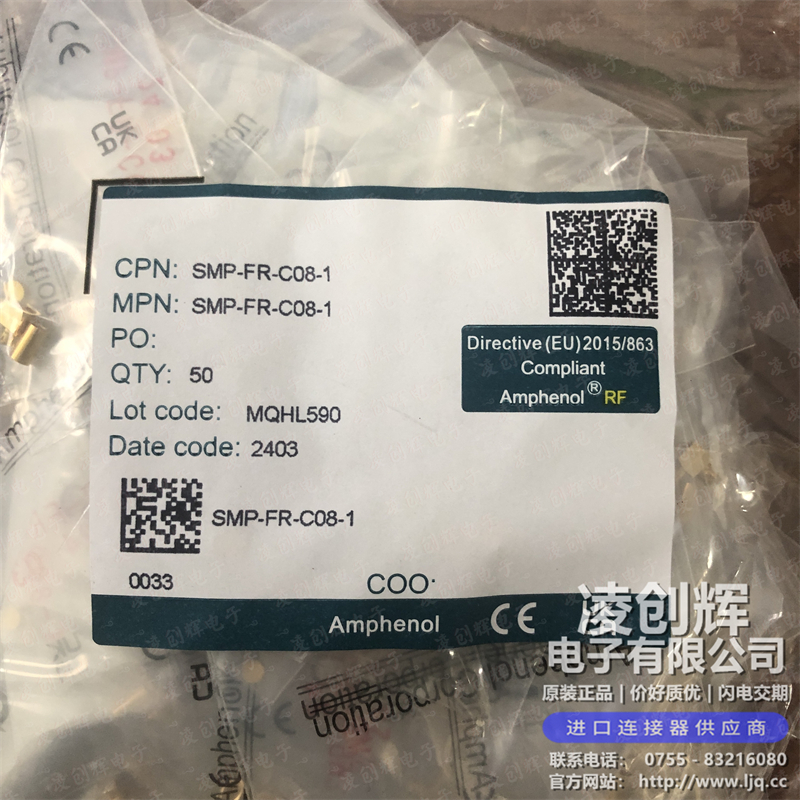 CPN: SMP-FR-C08-1
MPN: SMP-FR-C08-1
PO:
QTY: 50
Lot code: MQHL590
Date code: 2403
Directive (EU) 2015/863
Compliant
Amphenol® RF
SMP-FR-C08-1
0033
COO:
Amphenol CE
凌创辉
电子有限公司
原装正品 | 价好质优 | 闪电交期
进口连接器供应商
联系电话: 0755 - 83216080
官方网站: http://www.ljq.cc
CE
UK
CA
Corporation